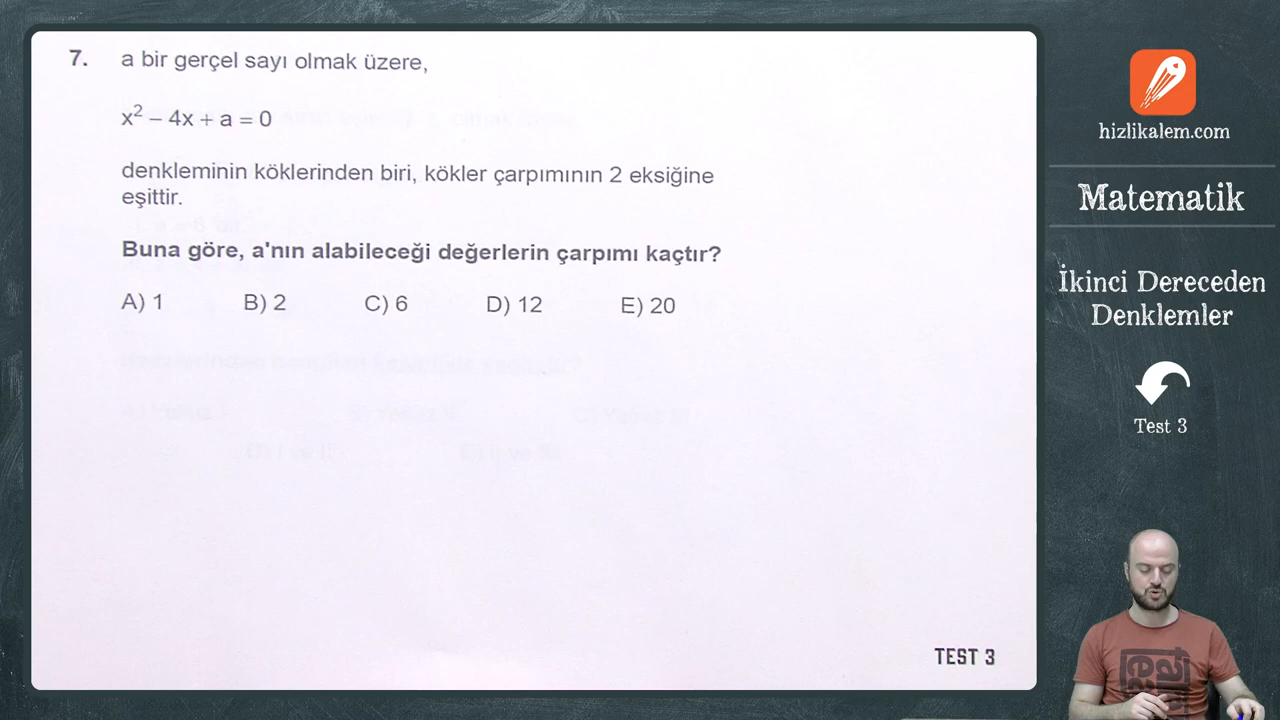 7. a bir gerçel sayı olmak üzere,
x² – 4x + a = 0
denkleminin köklerinden biri, kökler çarpımının 2 eksiğine
eşittir.
Buna göre, a'nın alabileceği değerlerin çarpımı kaçtır?
A) 1 B) 2 C) 6 D) 12 E) 20
TEST 3
hizlikalem.com
Matematik
İkinci Dereceden
Denklemler
Test 3